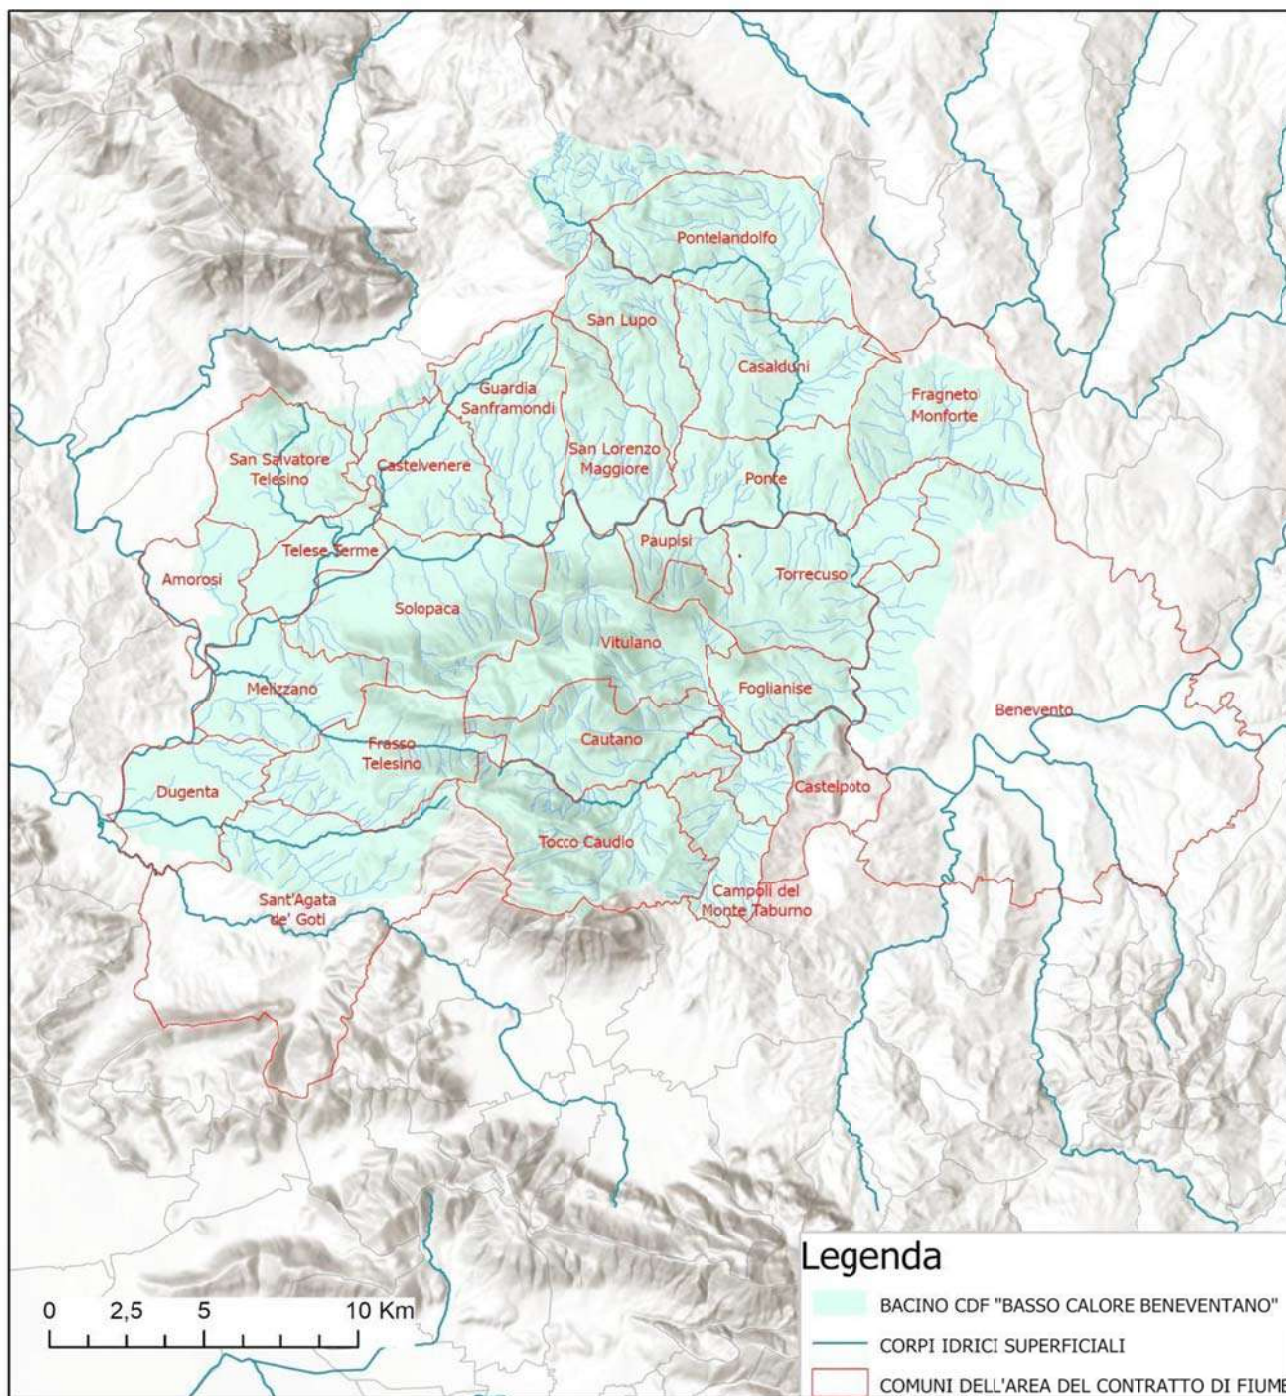 Pontelandolfo
San Lupo
Casalduni
Guardia
Sanframondi
Fragneto
Monforte
San Salvatore
Telesino
Castelvenere
San Lorenzo
Maggiore
Ponte
Telese Terme
Paupisi
Amorosi
Torrecuso
Solopaca
Vitulano
Melizzano
Foglianise
Benevento
Frasso
Telesino
Cautano
Dugenta
Castelpoto
Tocco Caudio
Sant'Agata
de' Goti
Campoli del
Monte Taburno
Legenda
BACINO CDF "BASSO CALORE BENEVENTANO"
CORPI IDRICI SUPERFICIALI
COMUNI DELL'AREA DEL CONTRATTO DI FIUME
0 2,5 5 10 Km